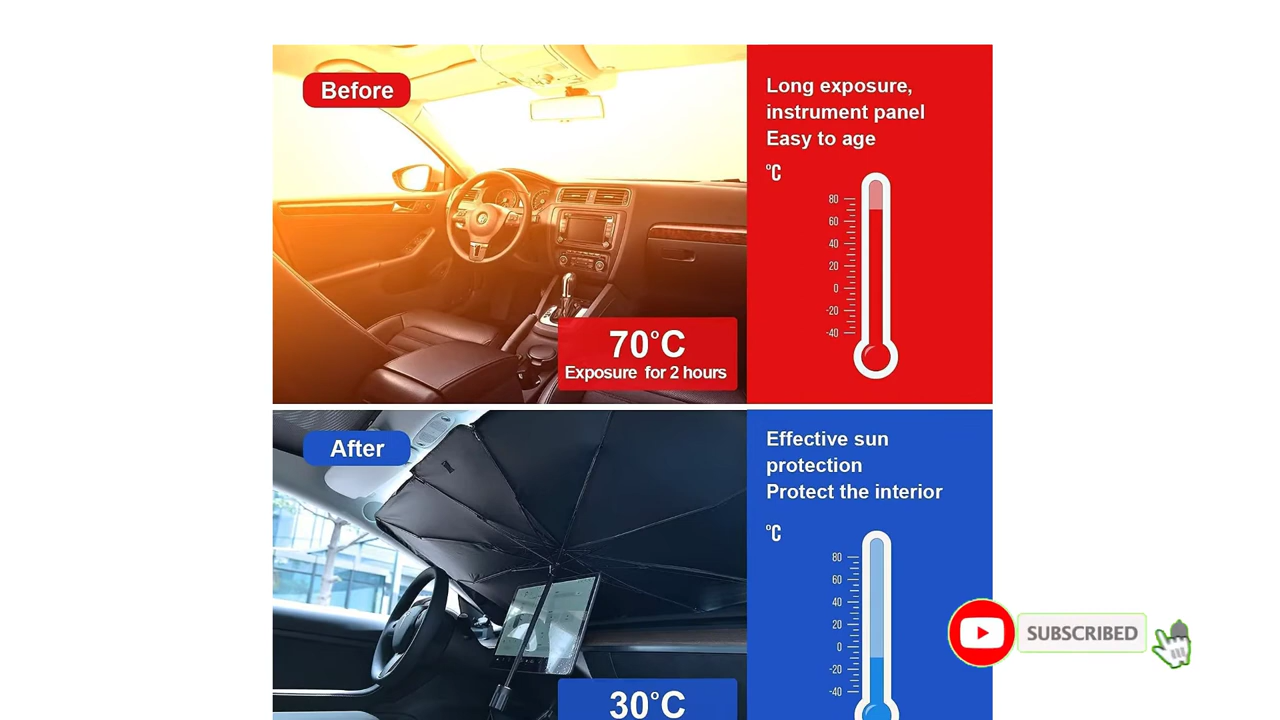 Before
Long exposure,
instrument panel
Easy to age
°C
80
60
40
20
0
-20
-40
70°C
Exposure for 2 hours
After
Effective sun
protection
Protect the interior
°C
80
60
40
20
0
-20
-40
30°C
SUBSCRIBED